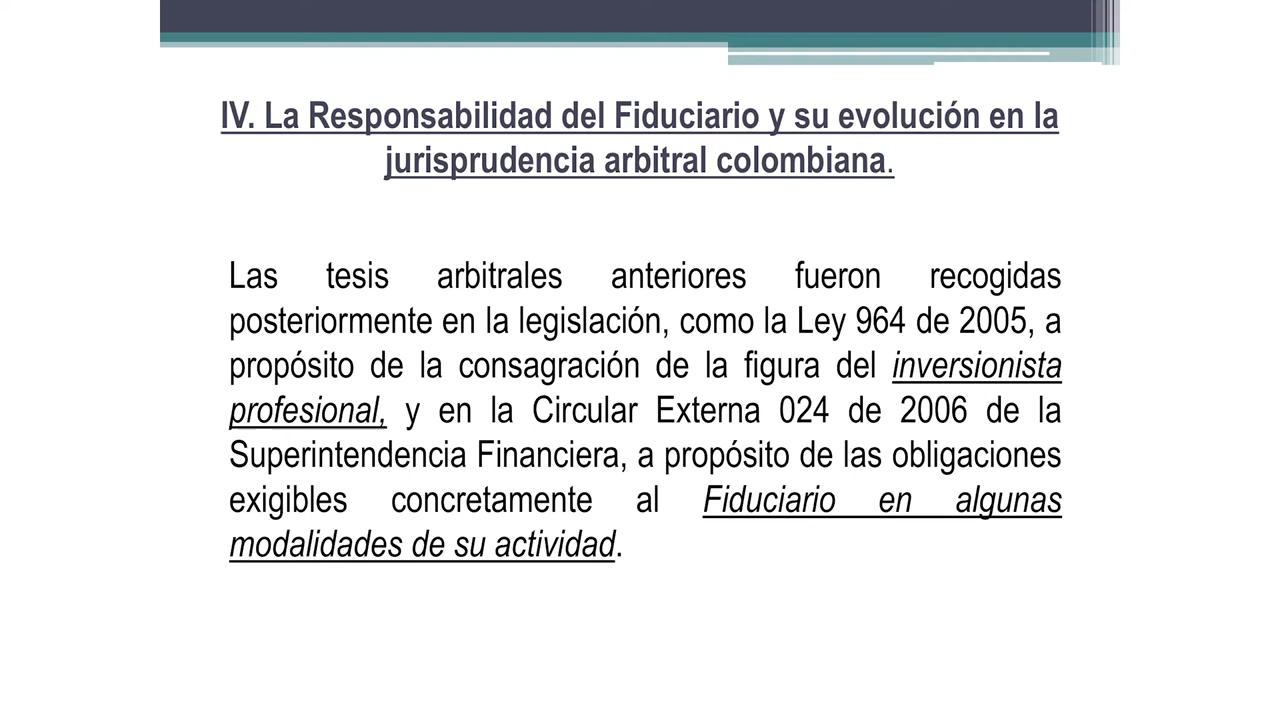 IV. La Responsabilidad del Fiduciario y su evolución en la
jurisprudencia arbitral colombiana.
Las tesis arbitrales anteriores fueron recogidas
posteriormente en la legislación, como la Ley 964 de 2005, a
propósito de la consagración de la figura del inversionista
profesional, y en la Circular Externa 024 de 2006 de la
Superintendencia Financiera, a propósito de las obligaciones
exigibles concretamente al Fiduciario en algunas
modalidades de su actividad.